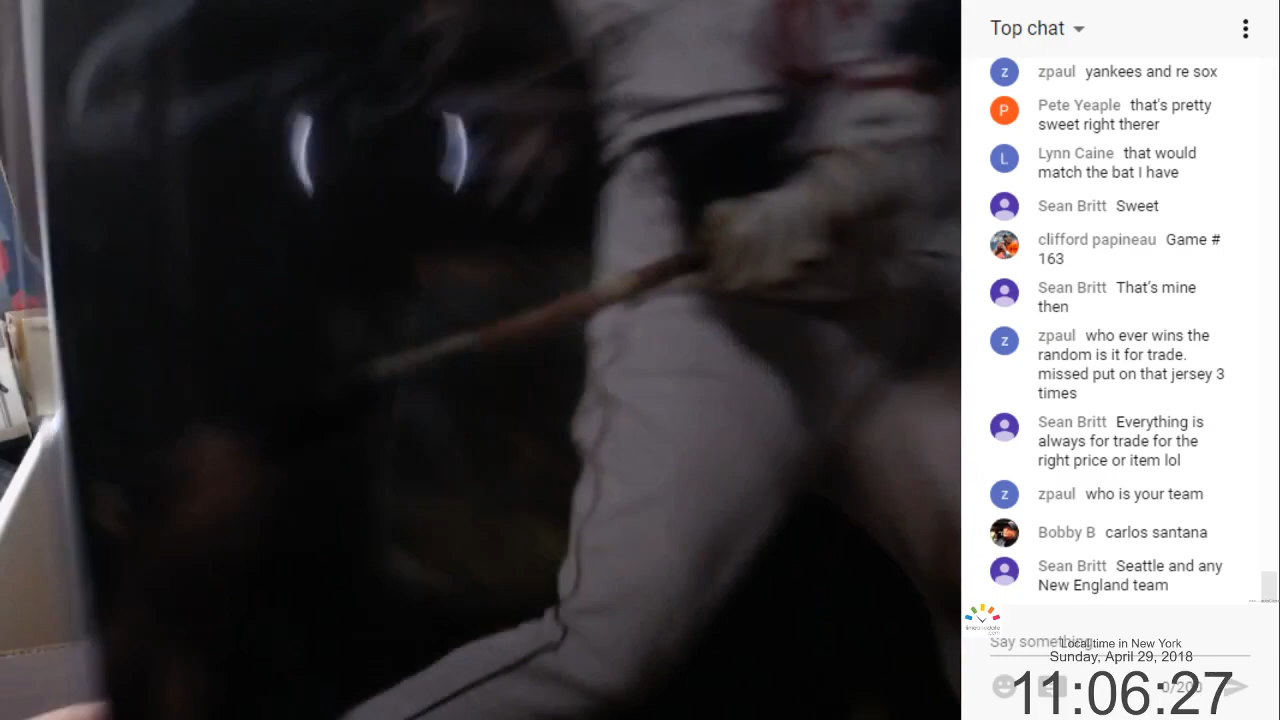 Top chat
zpaul yankees and re sox
Pete Yeaple that's pretty
sweet right therer
Lynn Caine that would
match the bat I have
Sean Britt Sweet
clifford papineau Game #
163
Sean Britt That's mine
then
zpaul who ever wins the
random is it for trade.
missed put on that jersey 3
times
Sean Britt Everything is
always for trade for the
right price or item lol
zpaul who is your team
Bobby B carlos santana
Sean Britt Seattle and any
New England team
Say something...
Local time in New York
Sunday, April 29, 2018
0/200
11:06:27